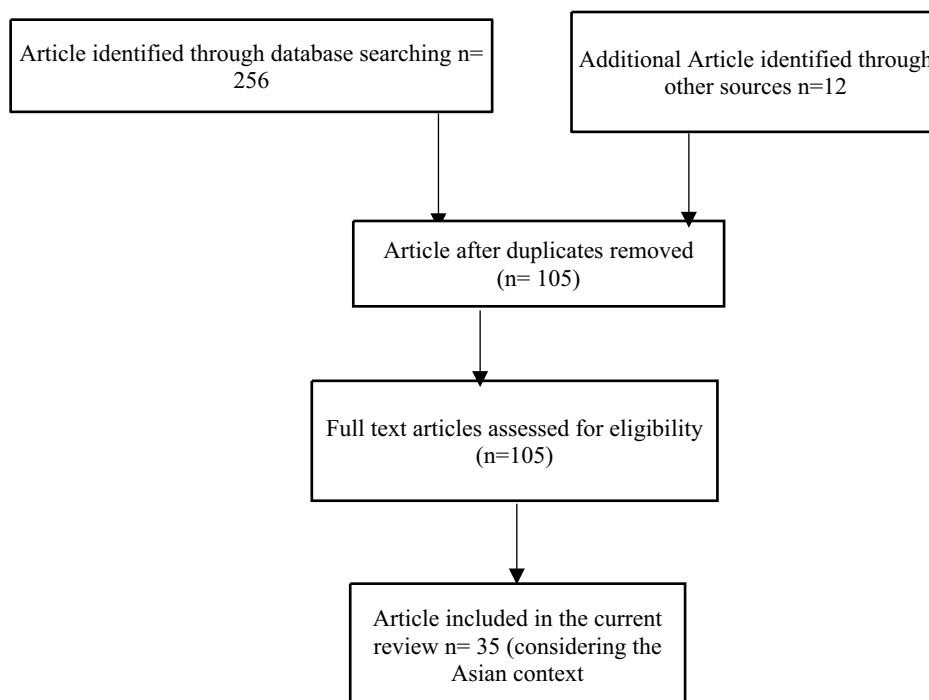 Article identified through database searching n=
256
Additional Article identified through
other sources n=12
Article after duplicates removed
(n= 105)
Full text articles assessed for eligibility
(n=105)
Article included in the current
review n= 35 (considering the
Asian context